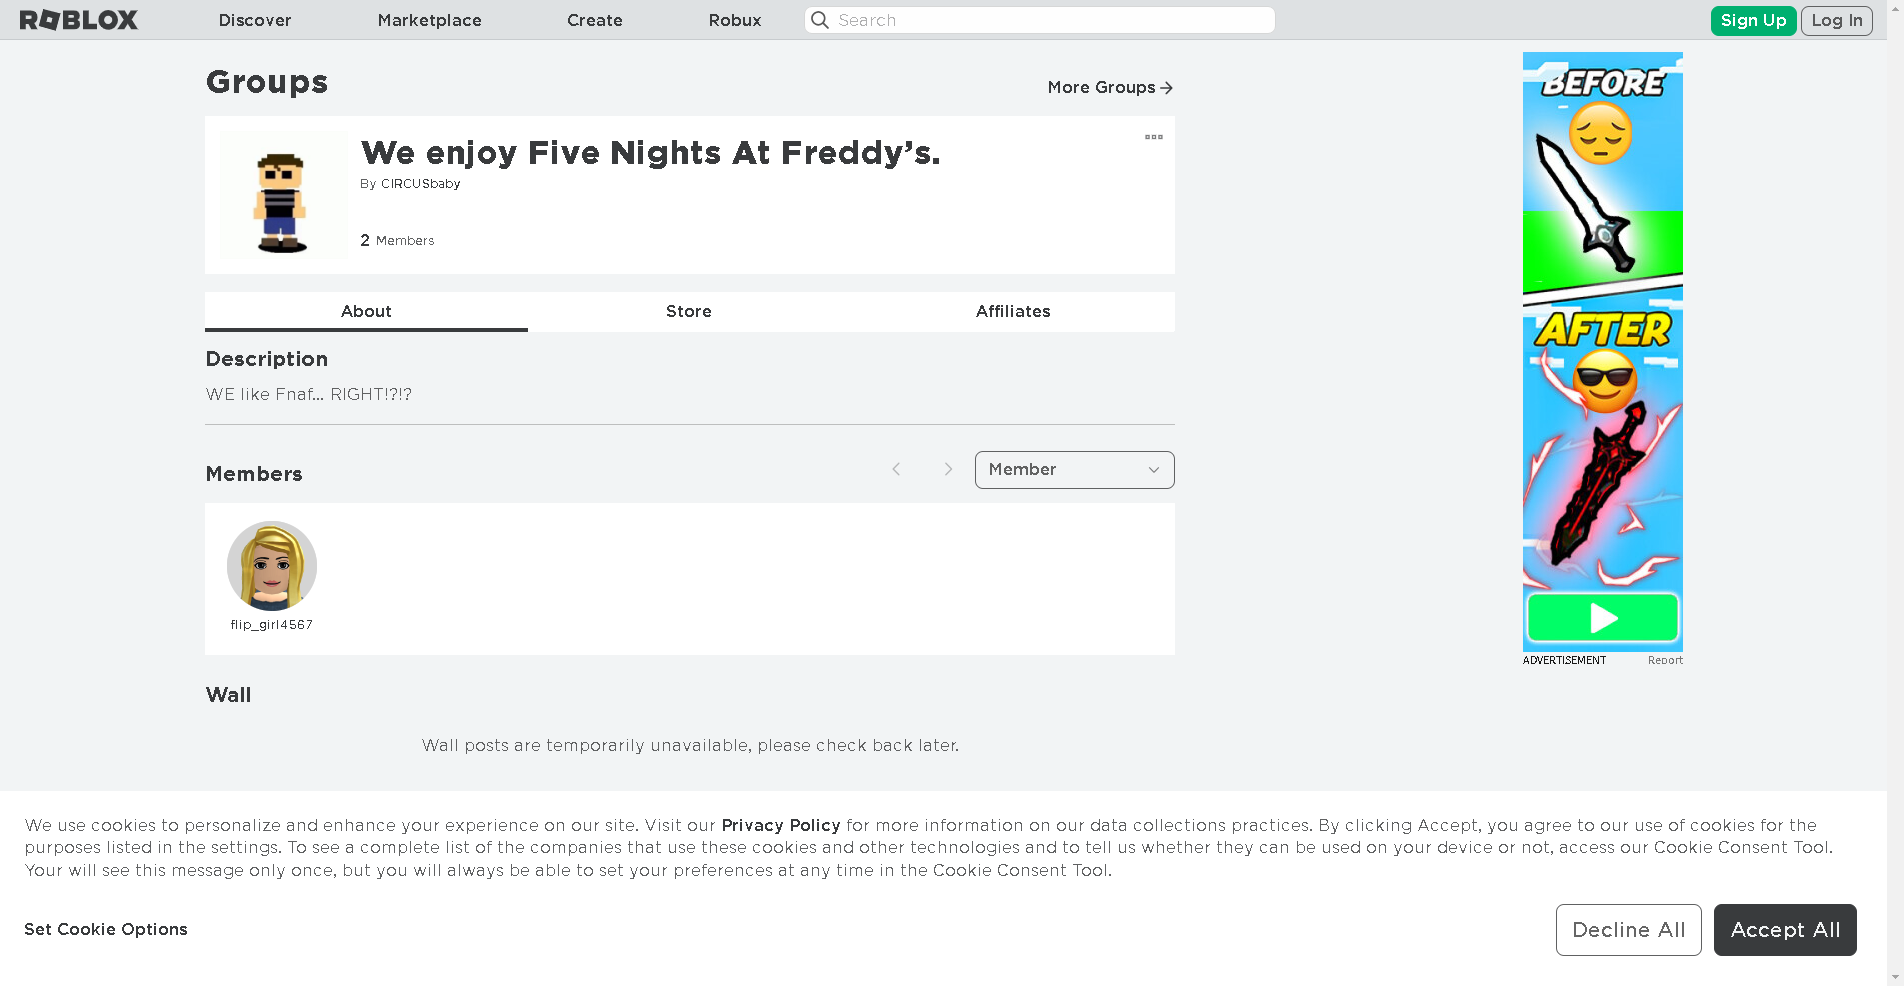 ROBLOX Discover Marketplace Create Robux Search Sign Up Log In
Groups
More Groups
We enjoy Five Nights At Freddy's.
By CIRCUSbaby
2 Members
About Store Affiliates
Description
WE like Fnaf... RIGHT!?!?
Members
Member
flip_girl4567
Wall
Wall posts are temporarily unavailable, please check back later.
BEFORE
AFTER
ADVERTISEMENT Report
We use cookies to personalize and enhance your experience on our site. Visit our Privacy Policy for more information on our data collections practices. By clicking Accept, you agree to our use of cookies for the
purposes listed in the settings. To see a complete list of the companies that use these cookies and other technologies and to tell us whether they can be used on your device or not, access our Cookie Consent Tool.
Your will see this message only once, but you will always be able to set your preferences at any time in the Cookie Consent Tool.
Set Cookie Options
Decline All Accept All